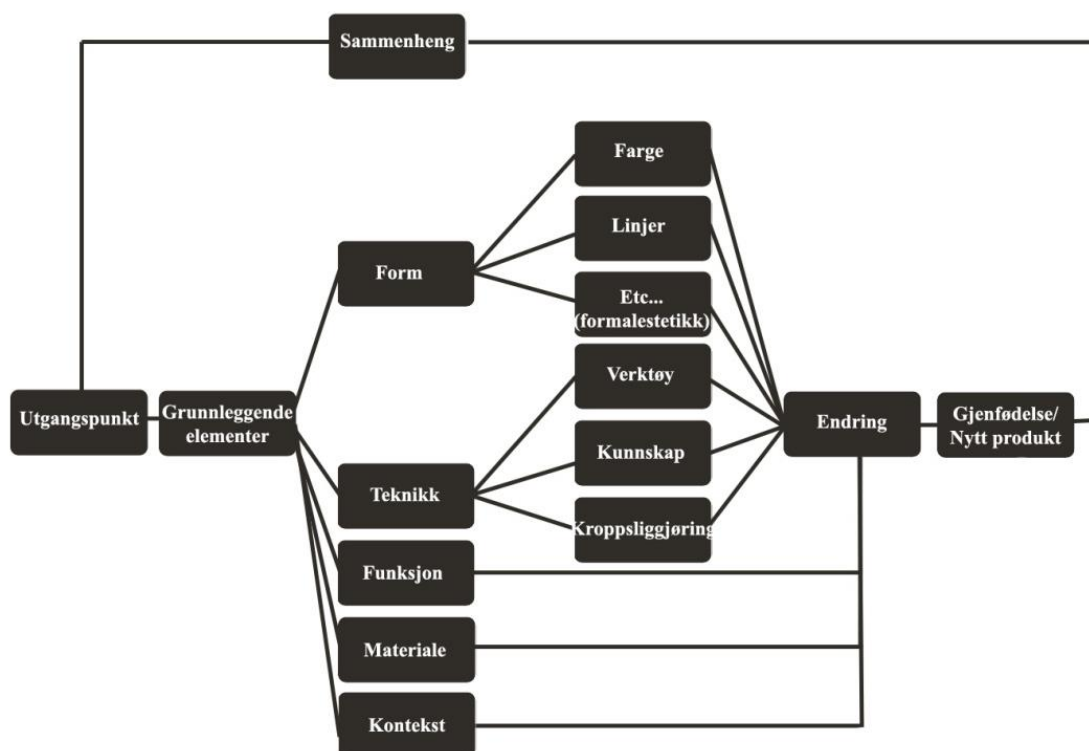 Sammenheng
Farge
Linjer
Form
Etc...
(formalestetikk)
Verktøy
Utgangspunkt
Grunnleggende
elementer
Endring
Gjenfødelse/
Nytt produkt
Kunnskap
Teknikk
Kroppsliggjøring
Funksjon
Materiale
Kontekst